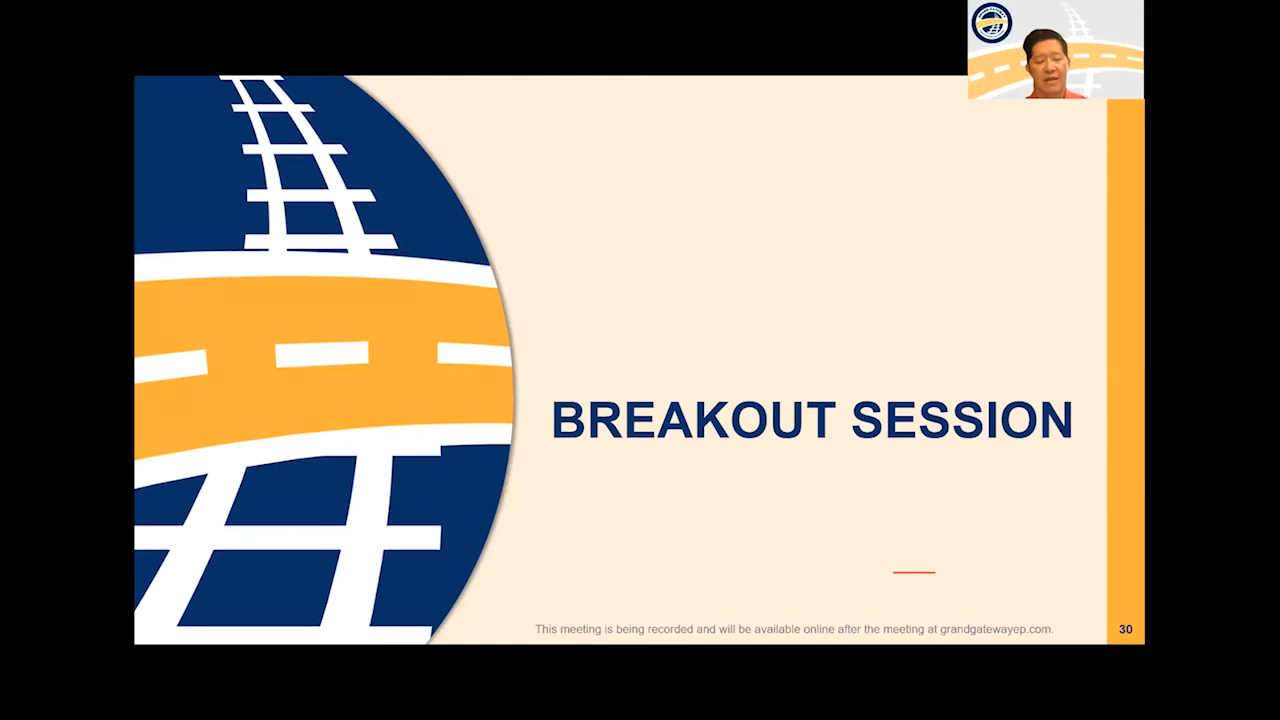 BREAKOUT SESSION
This meeting is being recorded and will be available online after the meeting at grandgatewayep.com.
30